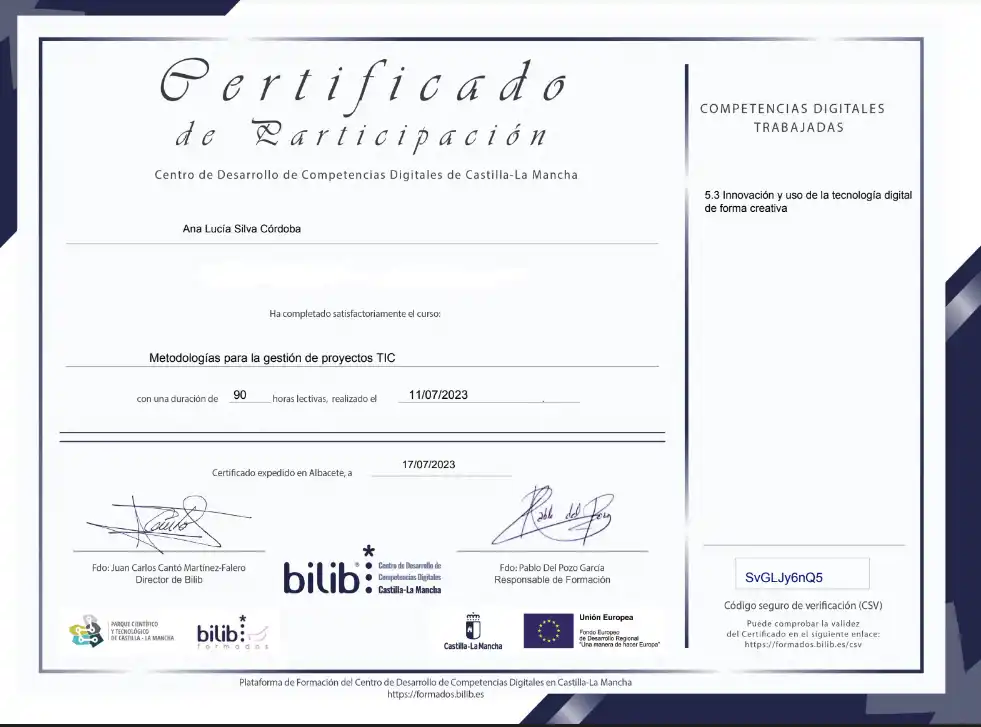 Certificado
de Participación
Centro de Desarrollo de Competencias Digitales de Castilla-La Mancha
Ana Lucía Silva Córdoba
Ha completado satisfactoriamente el curso:
Metodologías para la gestión de proyectos TIC
con una duración de 90 horas lectivas, realizado el 11/07/2023
Certificado expedido en Albacete, a 17/07/2023
Fdo: Juan Carlos Cantó Martínez-Falero
Director de Bilib
bilib®
Centro de Desarrollo de
Competencias Digitales
Castilla-La Mancha
Pablo del Pozo
Fdo: Pablo Del Pozo García
Responsable de Formación
PARQUE CIENTÍFICO
Y TECNOLÓGICO
DE CASTILLA - LA MANCHA
bilib
formados
Castilla-La Mancha
Unión Europea
Fondo Europeo
de Desarrollo Regional
"Una manera de hacer Europa"
COMPETENCIAS DIGITALES
TRABAJADAS
5.3 Innovación y uso de la tecnología digital
de forma creativa
SvGLJy6nQ5
Código seguro de verificación (CSV)
Puede comprobar la validez
del Certificado en el siguiente enlace:
https://formados.bilib.es/csv
Plataforma de Formación del Centro de Desarrollo de Competencias Digitales en Castilla-La Mancha
https://formados.bilib.es